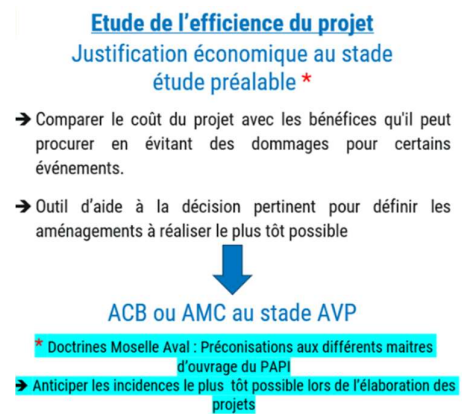 Etude de l’efficience du projet
Justification économique au stade
étude préalable *
➔ Comparer le coût du projet avec les bénéfices qu'il peut
procurer en évitant des dommages pour certains
événements.
➔ Outil d’aide à la décision pertinent pour définir les
aménagements à réaliser le plus tôt possible
ACB ou AMC au stade AVP
* Doctrines Moselle Aval : Préconisations aux différents maitres
d’ouvrage du PAPI
➔ Anticiper les incidences le plus tôt possible lors de l’élaboration des
projets